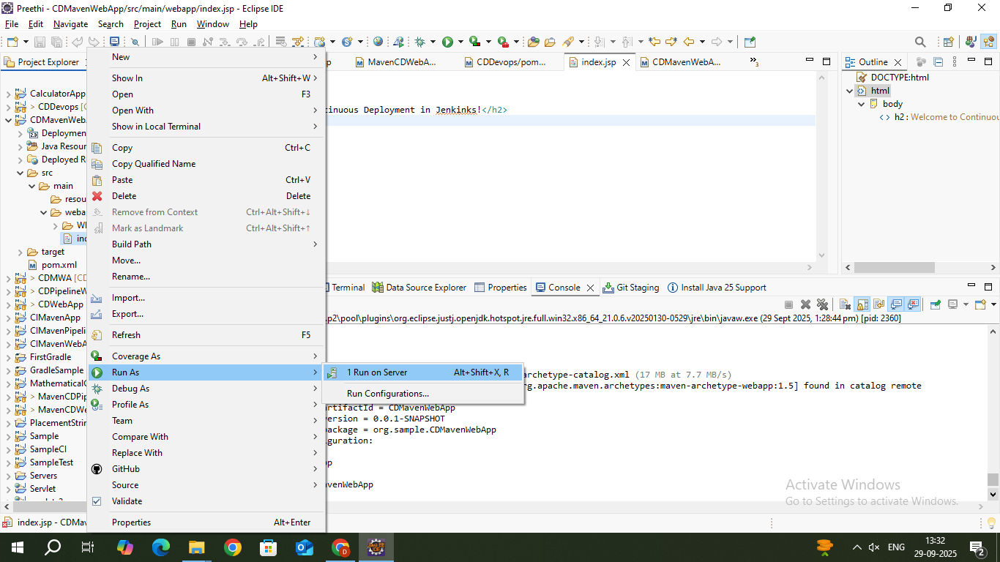 Preethi - CDMavenWebApp/src/main/webapp/index.jsp - Eclipse IDE
File Edit Navigate Search Project Run Window Help
Project Explorer
MavenCDWebA...
CDDevops/pom...
index.jsp
CDMavenWebA...
3
Outline
CalculatorApp
> CDDevops [C
CDMavenWeb
Deploymen
Java Resour
Deployed R
src
main
resou
weba
W
ind
target
pom.xml
> CDMWA [CD
> CDPipelineW
> CDWebApp
CIMavenApp
CIMavenPipeli
CIMavenWebA
FirstGradle
GradleSample
MathematicalC
> MavenCDPip
> MavenCDWe
PlacementStrin
Sample
SampleCI
SampleTest
Servers
Servlet
New
Show In Alt+Shift+W
Open F3
Open With
Show in Local Terminal
Copy Ctrl+C
Copy Qualified Name
Paste Ctrl+V
Delete Delete
Remove from Context Ctrl+Alt+Shift+↓
Mark as Landmark Ctrl+Alt+Shift+↑
Build Path
Move...
Rename...
Import...
Export...
Refresh F5
Coverage As
Run As
Debug As
Profile As
Team
Compare With
Replace With
GitHub
Source
Validate
Properties Alt+Enter
1 Run on Server Alt+Shift+X, R
Run Configurations...
tinuous Deployment in Jenkinks!</h2>
DOCTYPE:html
html
body
h2 : Welcome to Continuou
Terminal Data Source Explorer Properties Console Git Staging Install Java 25 Support
.p2\pool\plugins\org.eclipse.justj.openjdk.hotspot.jre.full.win32.x86_64_21.0.6.v20250130-0529\jre\bin\javaw.exe (29 Sept 2025, 1:28:44 pm) [pid: 2360]
archetype-catalog.xml (17 MB at 7.7 MB/s)
rg.apache.maven.archetypes:maven-archetype-webapp:1.5] found in catalog remote
artifactId = CDMavenWebApp
version = 0.0.1-SNAPSHOT
package = org.sample.CDMavenWebApp
guration:
pp
avenWebApp
Activate Windows
Go to Settings to activate Windows.
index.jsp - CDMa
ENG
13:32
29-09-2025
2